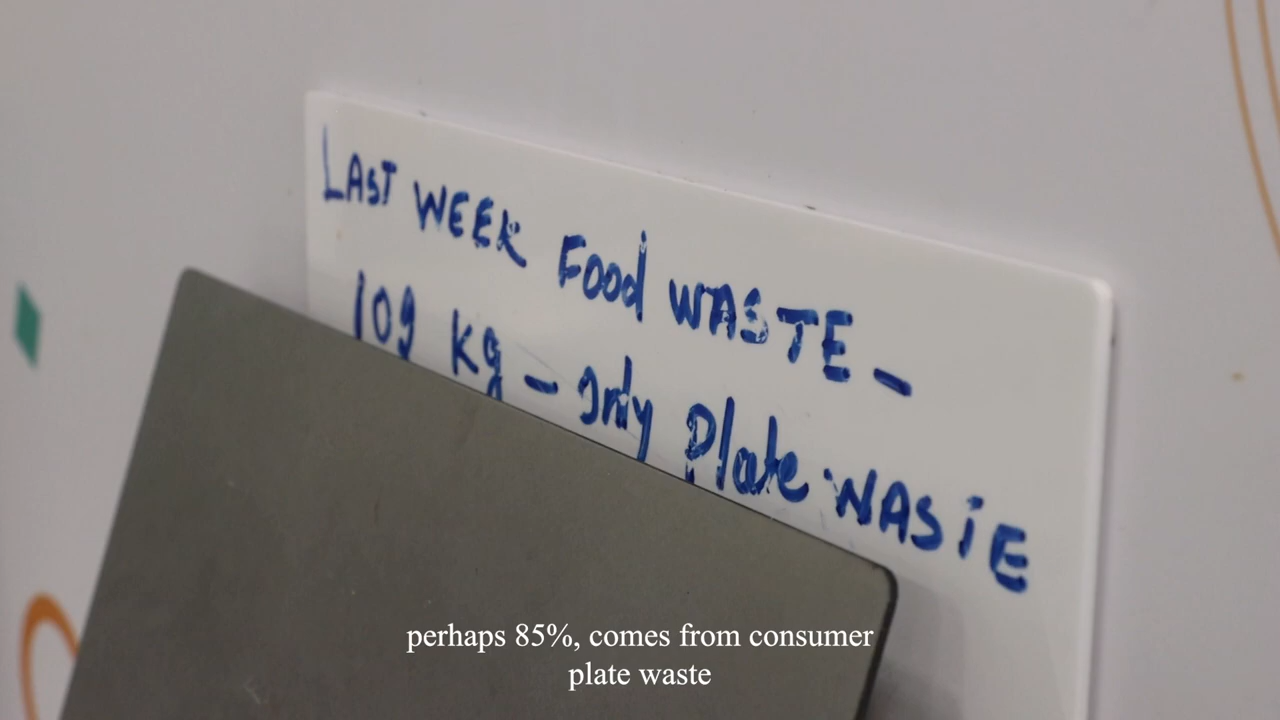 LAST WEEK Food WASTE -
109 Kg - only Plate WASTE
perhaps 85%, comes from consumer
plate waste